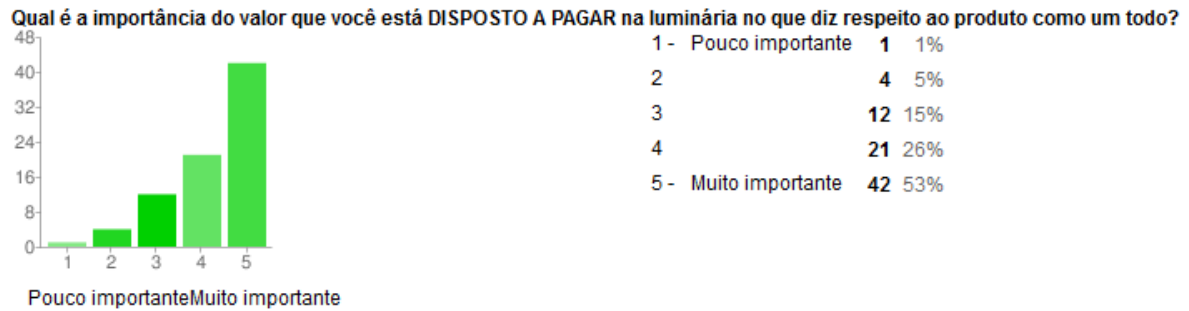 Qual é a importância do valor que você está DISPOSTO A PAGAR na luminária no que diz respeito ao produto como um todo?
48
40
32
24
16
8
0
1 2 3 4 5
Pouco importanteMuito importante
1 - Pouco importante 1 1%
2 4 5%
3 12 15%
4 21 26%
5 - Muito importante 42 53%